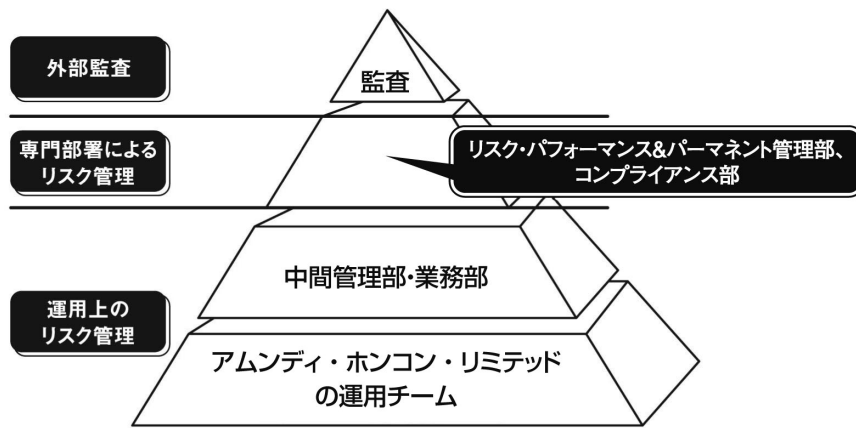 外部監査
監査
専門部署による
リスク管理
リスク・パフォーマンス&パーマネント管理部、
コンプライアンス部
中間管理部・業務部
運用上の
リスク管理
アムンディ・ホンコン・リミテッド
の運用チーム